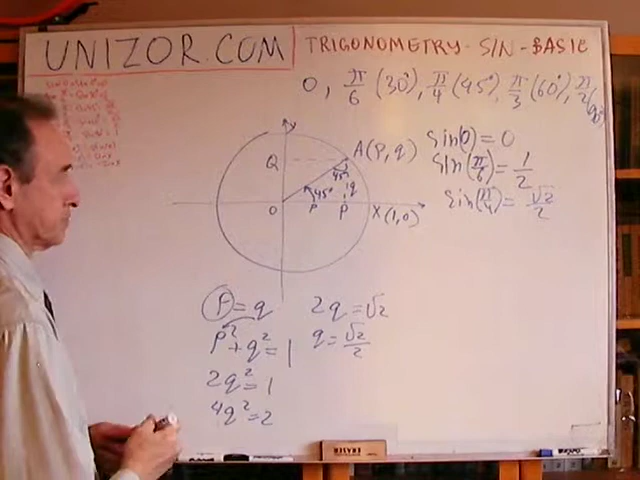 UNIZOR.COM
TRIGONOMETRY - SIN - BASIC
0, π/6 (30°), π/4 (45°), π/3 (60°), π/2 (90°)
sin(0) = 0
sin(π/6) = 1/2
sin(π/4) = √2/2
y
Q
A(p,q)
45°
45°
q
O
p
P
X(1,0)
p = q
p² + q² = 1
2q² = 1
4q² = 2
2q = √2
q = √2/2